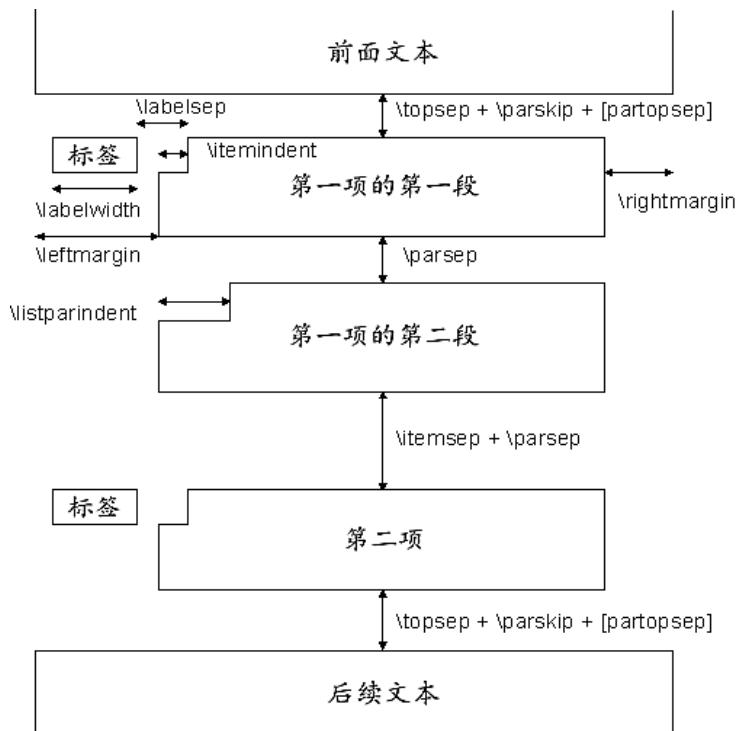 前面文本
\labelsep
\topsep + \parskip + [partopsep]
标签
\itemindent
第一项的第一段
\labelwidth
\rightmargin
\leftmargin
\parsep
\listparindent
第一项的第二段
\itemsep + \parsep
标签
第二项
\topsep + \parskip + [partopsep]
后续文本